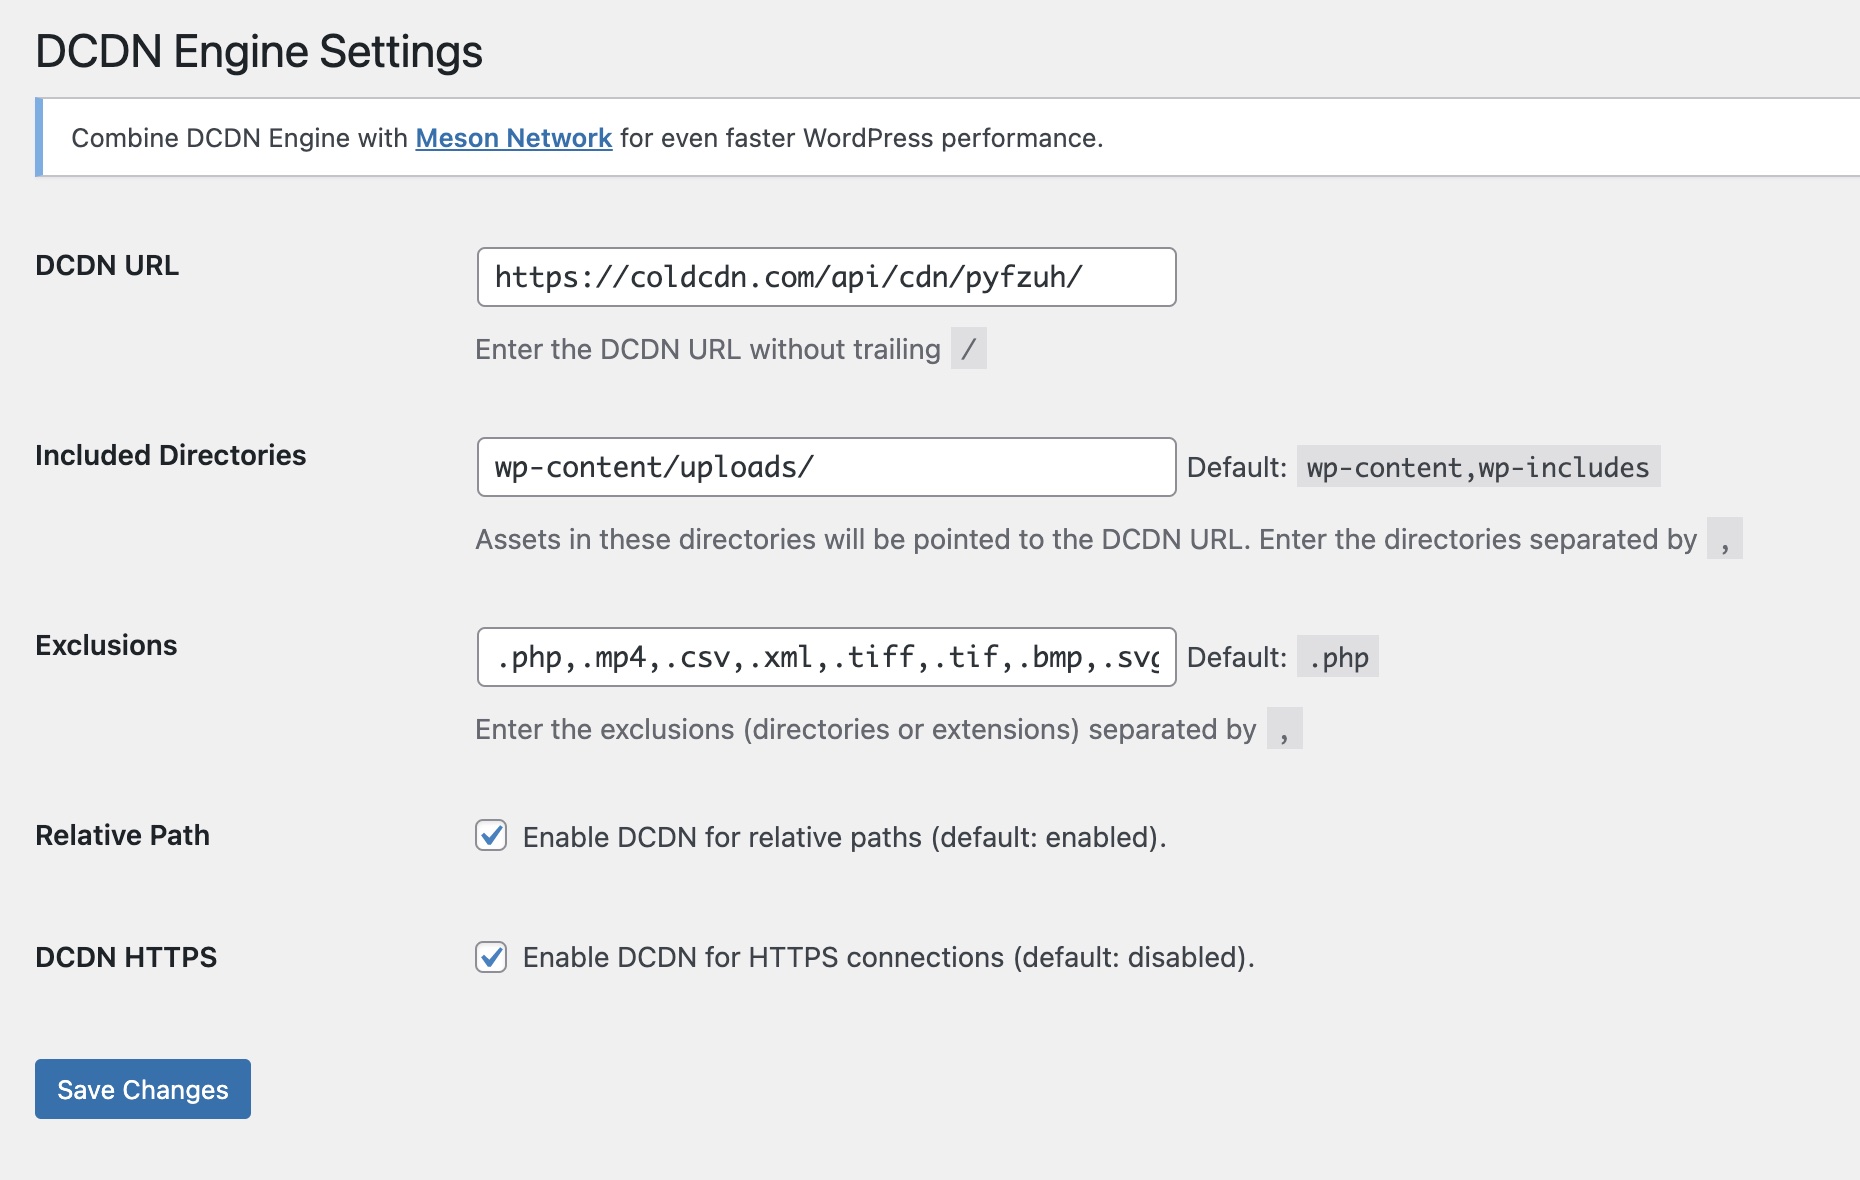 DCDN Engine Settings
Combine DCDN Engine with Meson Network for even faster WordPress performance.
DCDN URL
https://coldcdn.com/api/cdn/pyfzuh/
Enter the DCDN URL without trailing /
Included Directories
wp-content/uploads/ Default: wp-content,wp-includes
Assets in these directories will be pointed to the DCDN URL. Enter the directories separated by ,
Exclusions
.php,.mp4,.csv,.xml,.tiff,.tif,.bmp,.svg Default: .php
Enter the exclusions (directories or extensions) separated by ,
Relative Path
Enable DCDN for relative paths (default: enabled).
DCDN HTTPS
Enable DCDN for HTTPS connections (default: disabled).
Save Changes